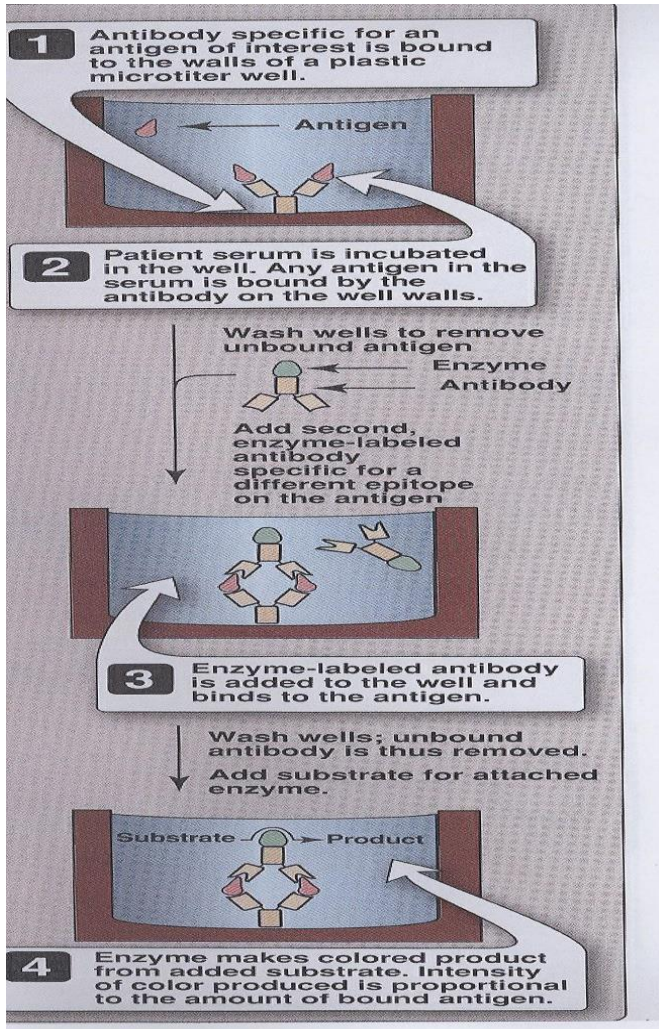 1
Antibody specific for an
antigen of interest is bound
to the walls of a plastic
microtiter well.
Antigen
2
Patient serum is incubated
in the well. Any antigen in the
serum is bound by the
antibody on the well walls.
Wash wells to remove
unbound antigen
Enzyme
Antibody
Add second,
enzyme-labeled
antibody
specific for a
different epitope
on the antigen
3
Enzyme-labeled antibody
is added to the well and
binds to the antigen.
Wash wells; unbound
antibody is thus removed.
Add substrate for attached
enzyme.
Substrate Product
4
Enzyme makes colored product
from added substrate. Intensity
of color produced is proportional
to the amount of bound antigen.